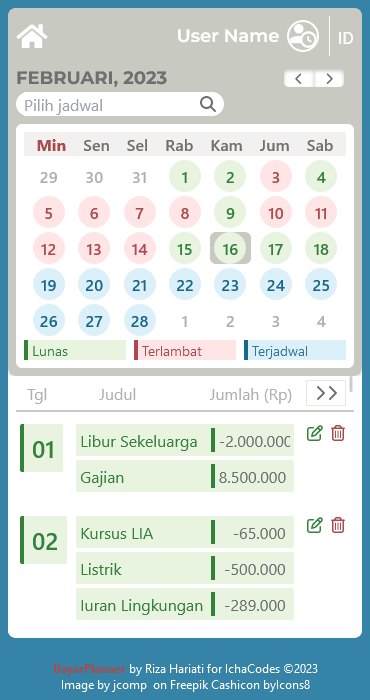 User Name ID
FEBRUARI, 2023
Pilih jadwal
Min Sen Sel Rab Kam Jum Sab
29 30 31 1 2 3 4
5 6 7 8 9 10 11
12 13 14 15 16 17 18
19 20 21 22 23 24 25
26 27 28 1 2 3 4
Lunas Terlambat Terjadwal
Tgl Judul Jumlah (Rp)
01 Libur Sekeluarga -2.000.000
Gajian 8.500.000
02 Kursus LIA -65.000
Listrik -500.000
Iuran Lingkungan -289.000
BayarPlanner by Riza Hariati for IchaCodes ©2023
Image by jcomp on Freepik Cashicon byIcons8